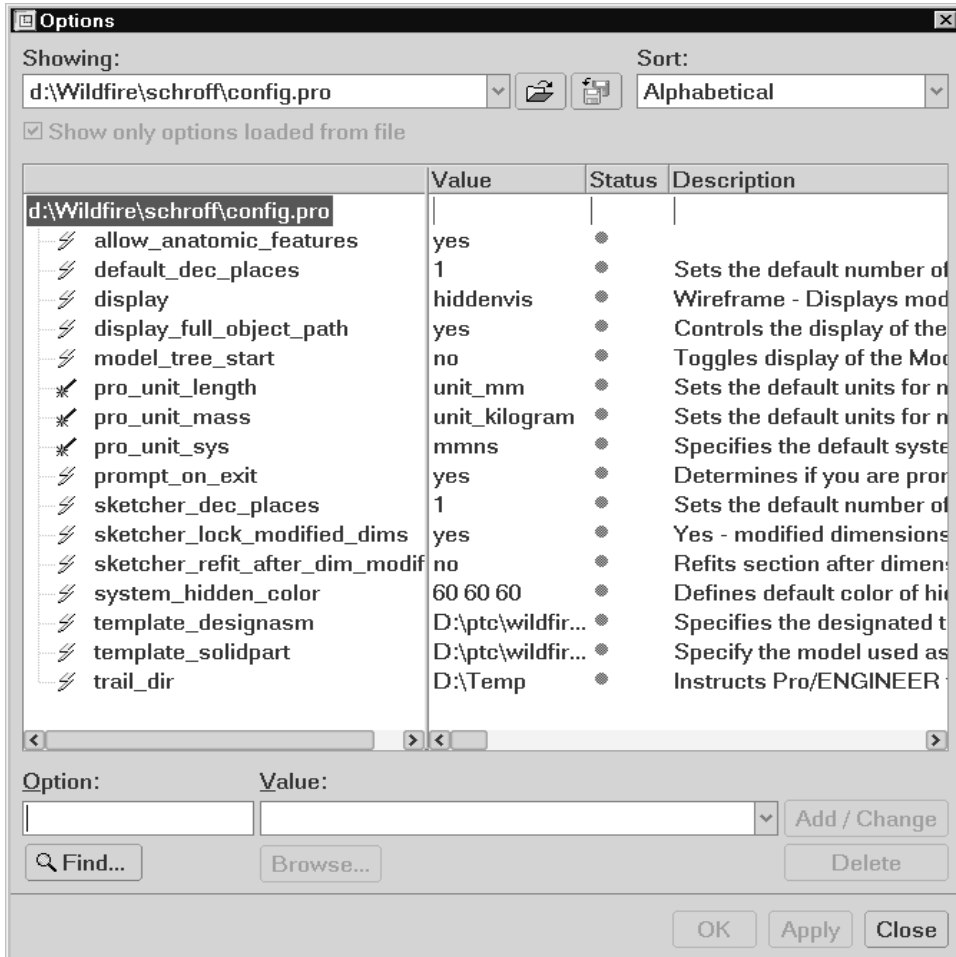 Options
Showing: Sort:
d:\Wildfire\schroff\config.pro Alphabetical
Show only options loaded from file
Value Status Description
d:\Wildfire\schroff\config.pro
allow_anatomic_features yes
default_dec_places 1 Sets the default number of
display hiddenvis Wireframe - Displays mod
display_full_object_path yes Controls the display of the
model_tree_start no Toggles display of the Mod
pro_unit_length unit_mm Sets the default units for n
pro_unit_mass unit_kilogram Sets the default units for n
pro_unit_sys mmns Specifies the default syste
prompt_on_exit yes Determines if you are pror
sketcher_dec_places 1 Sets the default number of
sketcher_lock_modified_dims yes Yes - modified dimensions
sketcher_refit_after_dim_modif no Refits section after dimens
system_hidden_color 60 60 60 Defines default color of hid
template_designasm D:\ptc\wildfir... Specifies the designated t
template_solidpart D:\ptc\wildfir... Specify the model used as
trail_dir D:\Temp Instructs Pro/ENGINEER
Option: Value:
Add / Change
Find... Browse... Delete
OK Apply Close